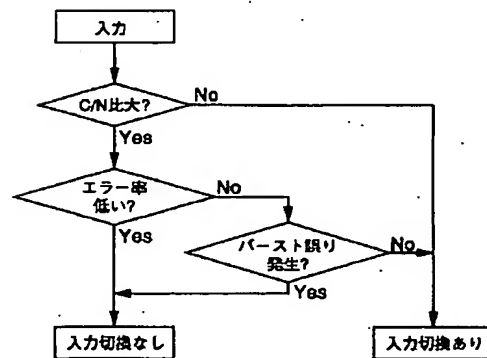 入力
C/N比大?
No
Yes
エラー率
低い?
No
Yes
バースト誤り
発生?
No
Yes
入力切換なし
入力切換あり